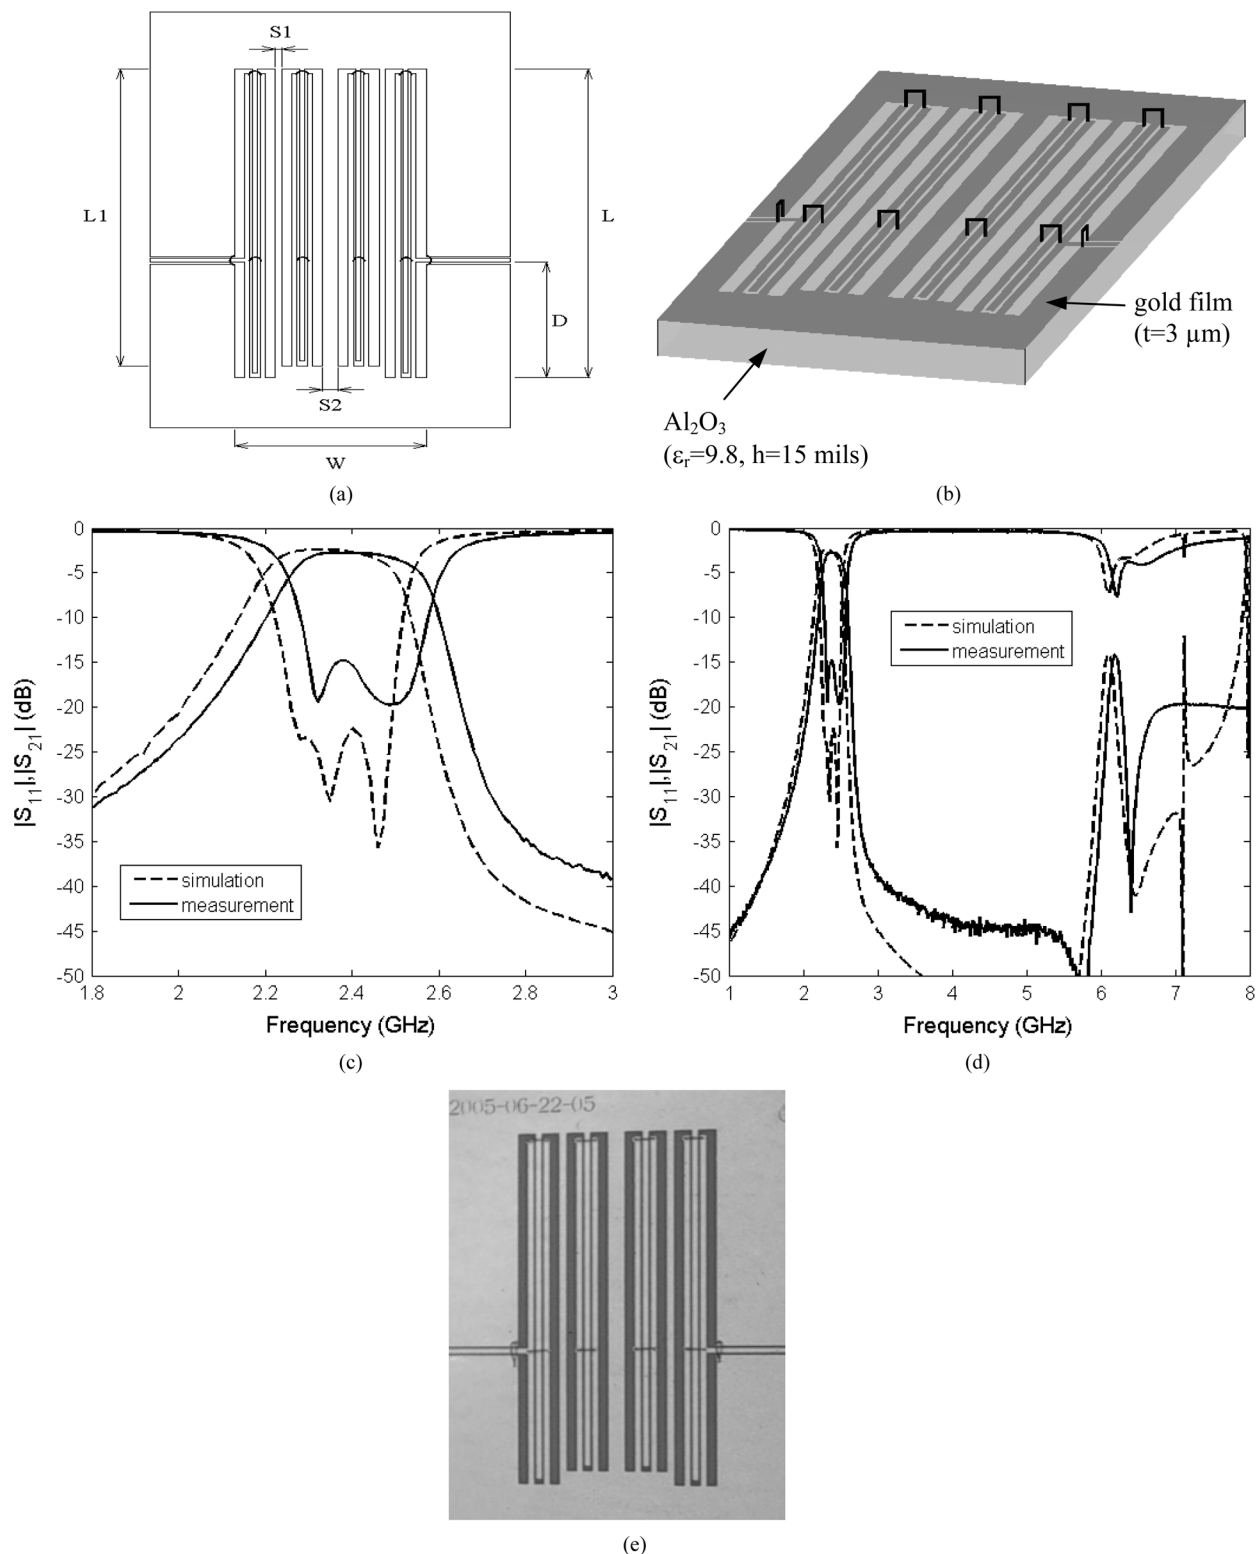 S1
L1
L
D
S2
W
(a)
gold film
(t=3 µm)
Al₂O₃
(εᵣ=9.8, h=15 mils)
(b)
0
-5
-10
-15
-20
-25
-30
-35
-40
-45
-50
|S₁₁|,|S₂₁| (dB)
simulation
measurement
1.8 2 2.2 2.4 2.6 2.8 3
Frequency (GHz)
(c)
0
-5
-10
-15
-20
-25
-30
-35
-40
-45
-50
|S₁₁|,|S₂₁| (dB)
simulation
measurement
1 2 3 4 5 6 7 8
Frequency (GHz)
(d)
2005-06-22-05
(e)